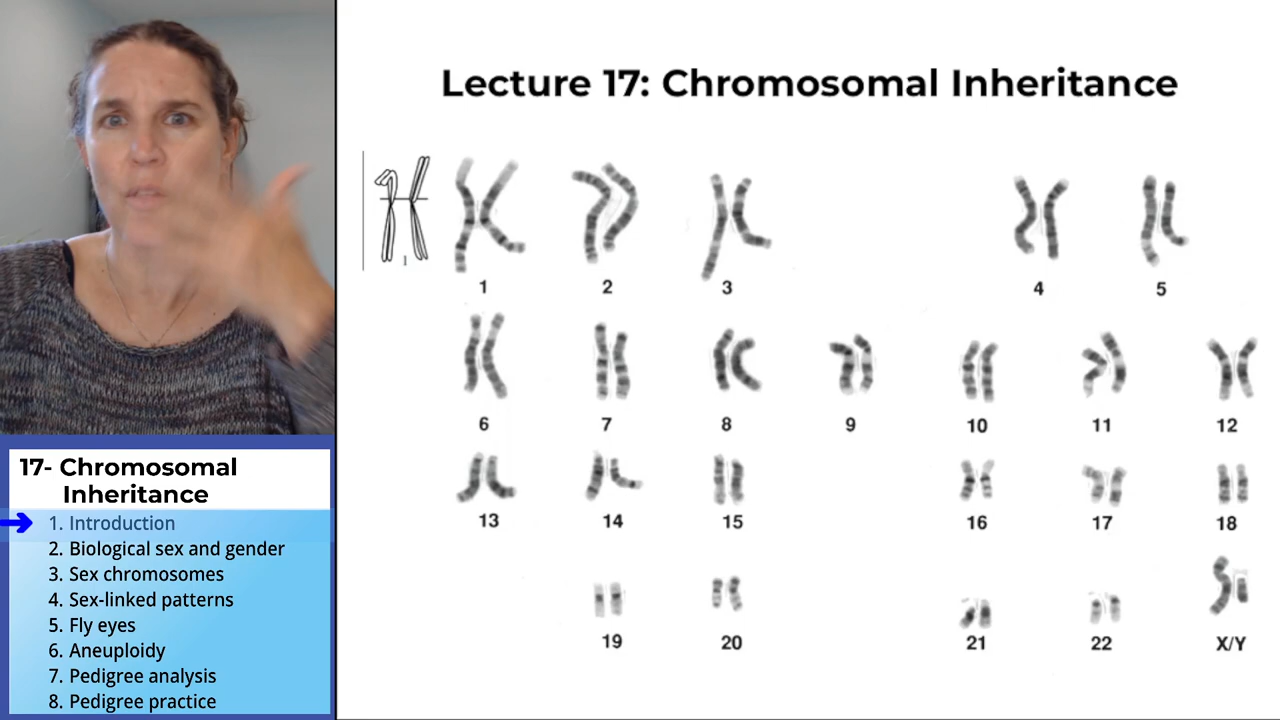 Lecture 17: Chromosomal Inheritance
1
1 2 3 4 5
6 7 8 9 10 11 12
13 14 15 16 17 18
19 20 21 22 X/Y
17- Chromosomal
Inheritance
1. Introduction
2. Biological sex and gender
3. Sex chromosomes
4. Sex-linked patterns
5. Fly eyes
6. Aneuploidy
7. Pedigree analysis
8. Pedigree practice